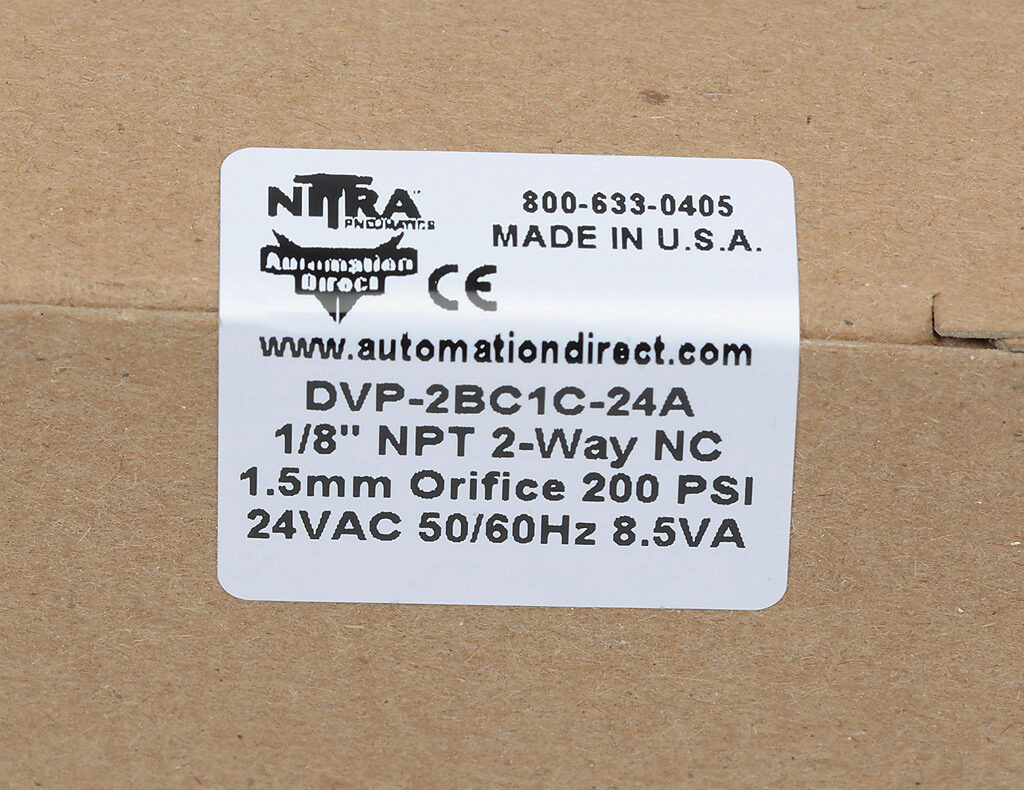 NITRA
PNEUMATICS
800-633-0405
MADE IN U.S.A.
Automation
Direct
CE
www.automationdirect.com
DVP-2BC1C-24A
1/8" NPT 2-Way NC
1.5mm Orifice 200 PSI
24VAC 50/60Hz 8.5VA